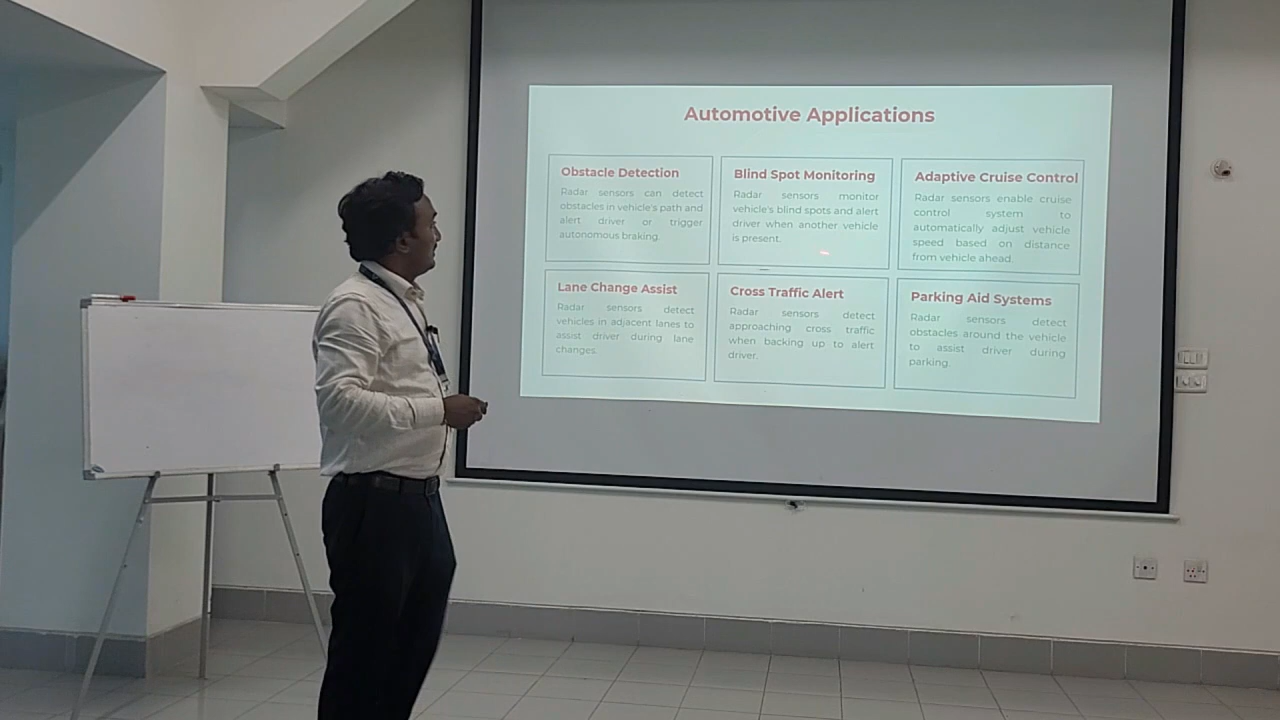 Automotive Applications
Obstacle Detection
Radar sensors can detect
obstacles in vehicle's path and
alert driver or trigger
autonomous braking.
Blind Spot Monitoring
Radar sensors monitor
vehicle's blind spots and alert
driver when another vehicle
is present.
Adaptive Cruise Control
Radar sensors enable cruise
control system to
automatically adjust vehicle
speed based on distance
from vehicle ahead.
Lane Change Assist
Radar sensors detect
vehicles in adjacent lanes to
assist driver during lane
changes.
Cross Traffic Alert
Radar sensors detect
approaching cross traffic
when backing up to alert
driver.
Parking Aid Systems
Radar sensors detect
obstacles around the vehicle
to assist driver during
parking.